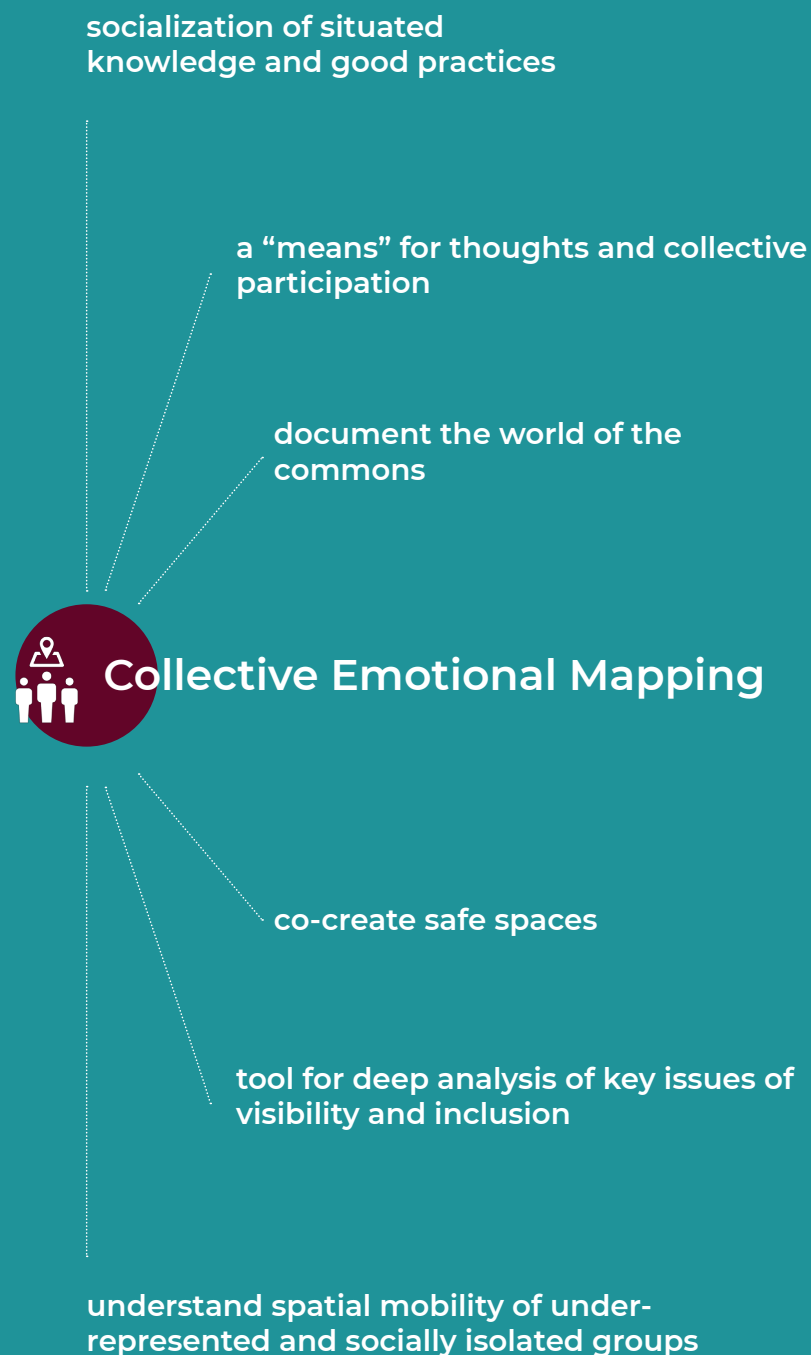 socialization of situated
knowledge and good practices
a “means” for thoughts and collective
participation
document the world of the
commons
Collective Emotional Mapping
co-create safe spaces
tool for deep analysis of key issues of
visibility and inclusion
understand spatial mobility of under-
represented and socially isolated groups